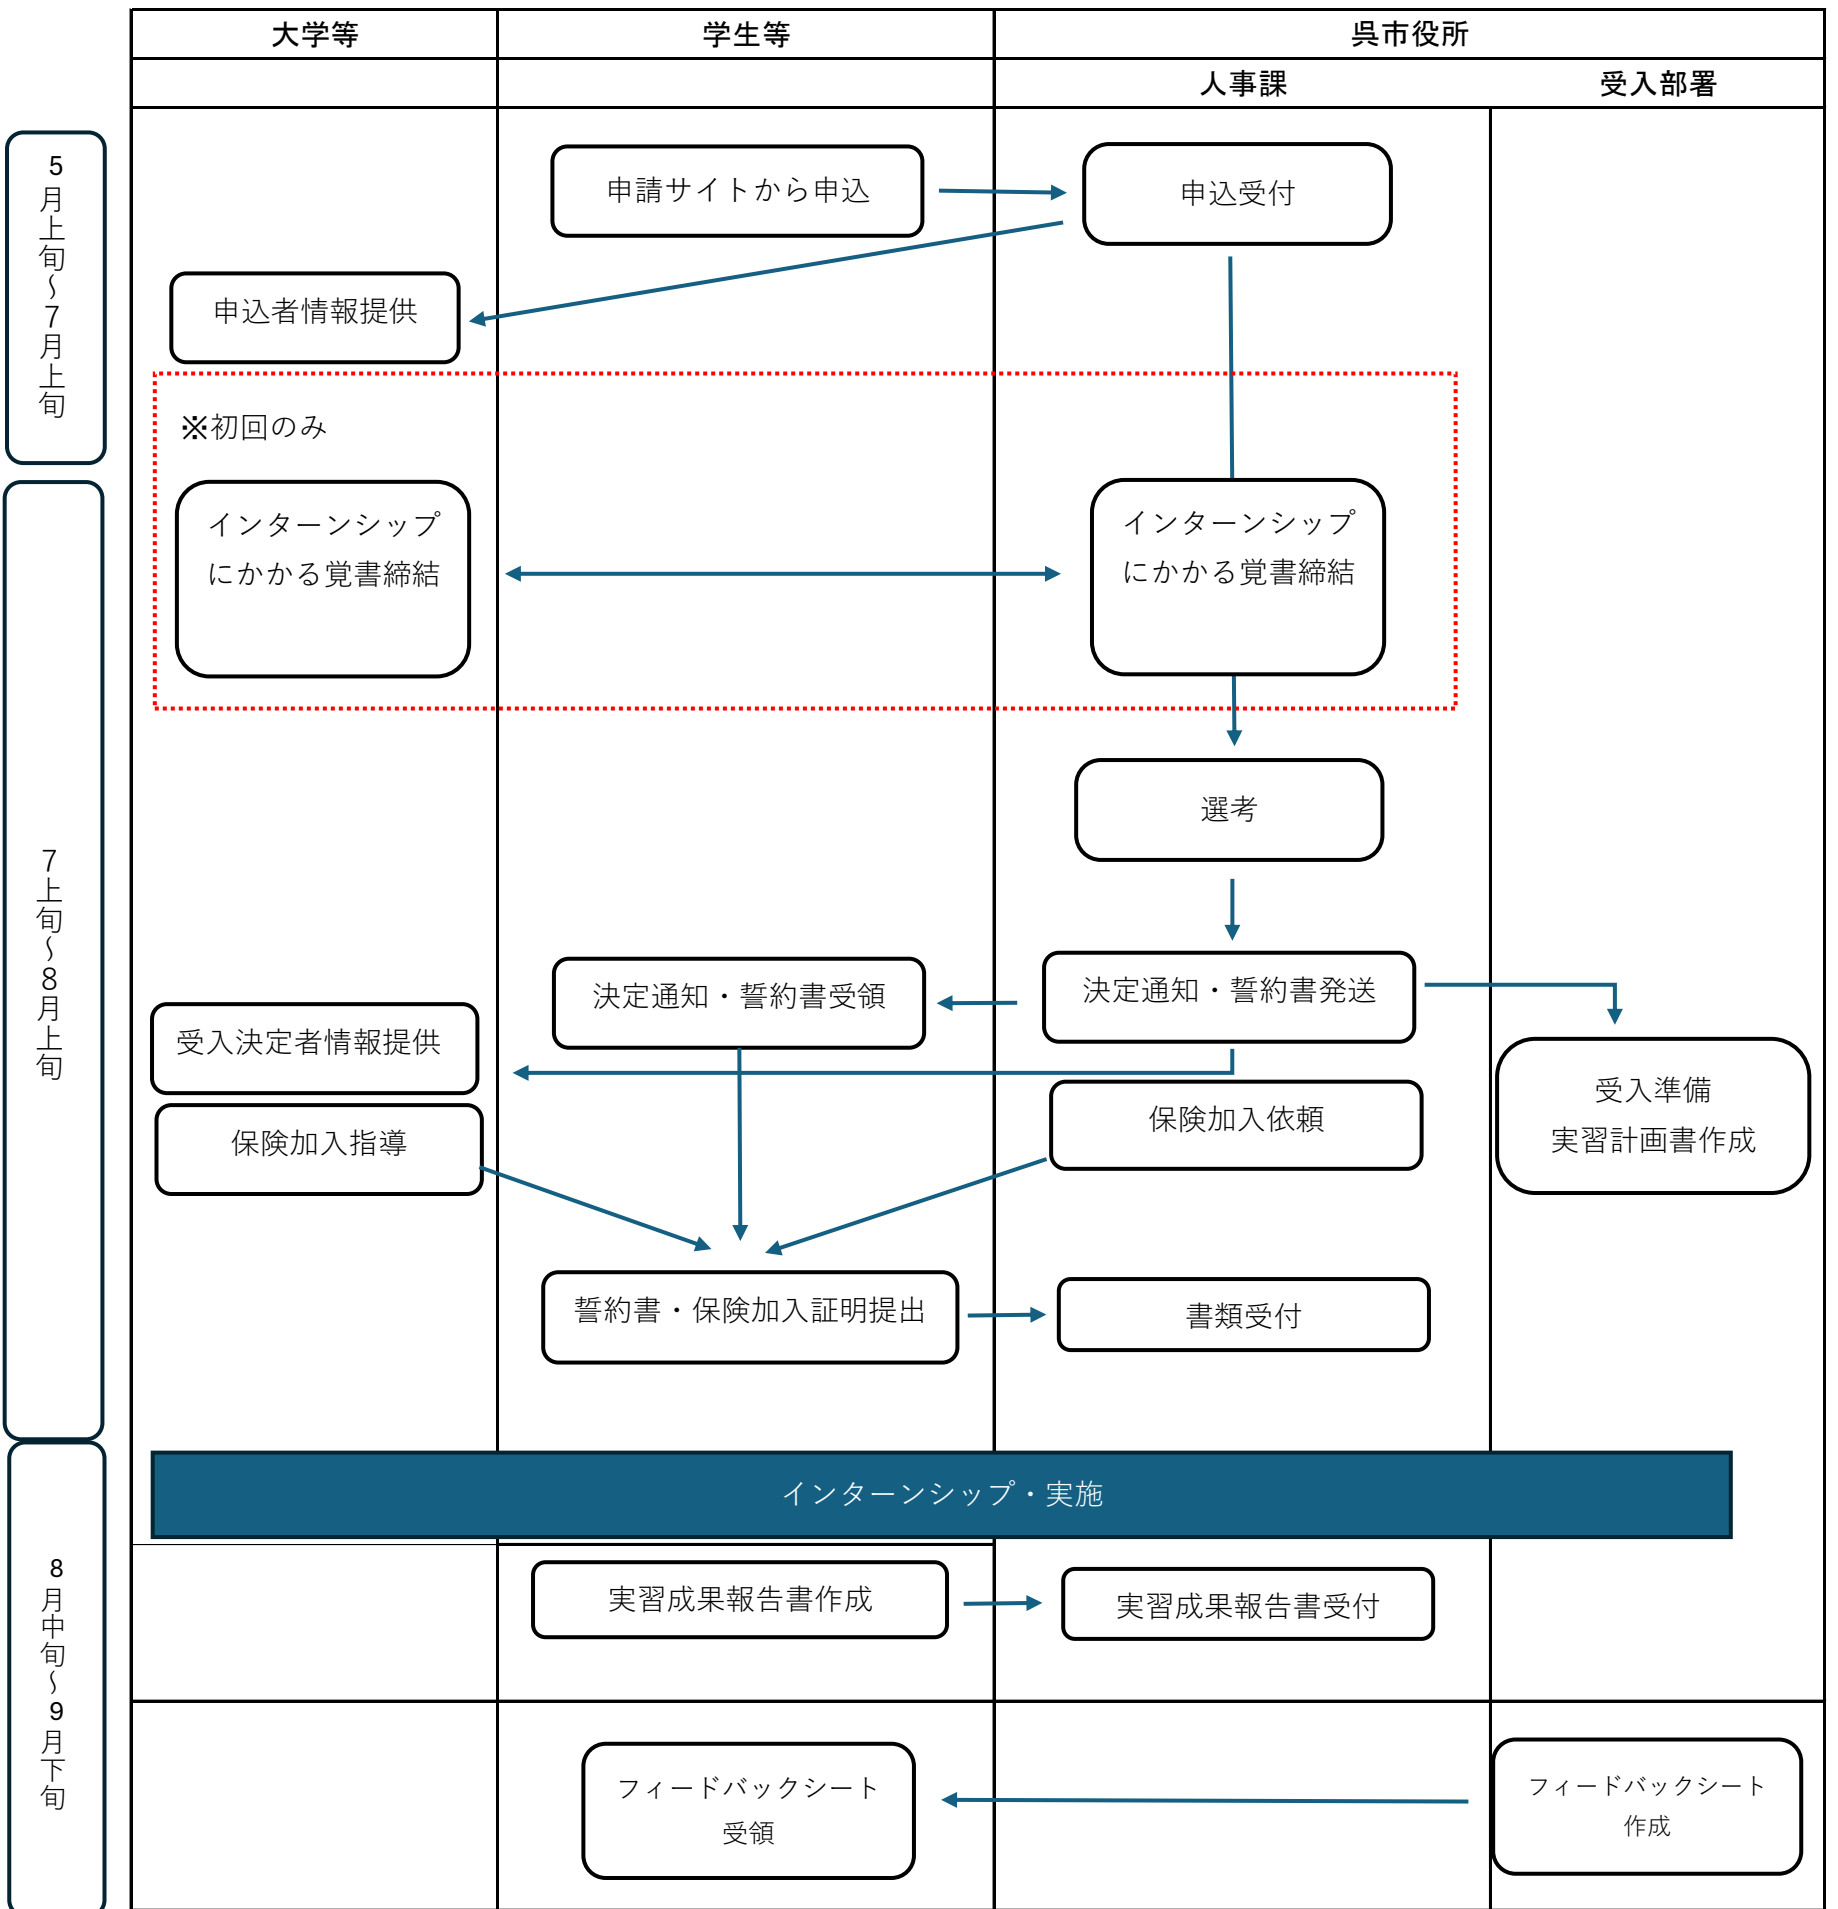 大学等
学生等
呉市役所
人事課
受入部署
5月上旬～7月上旬
申請サイトから申込
申込受付
申込者情報提供
※初回のみ
インターンシップ
にかかる覚書締結
インターンシップ
にかかる覚書締結
7上旬～8月上旬
選考
決定通知・誓約書受領
決定通知・誓約書発送
受入決定者情報提供
保険加入指導
保険加入依頼
受入準備
実習計画書作成
誓約書・保険加入証明提出
書類受付
インターンシップ・実施
8月中旬～9月下旬
実習成果報告書作成
実習成果報告書受付
フィードバックシート
受領
フィードバックシート
作成